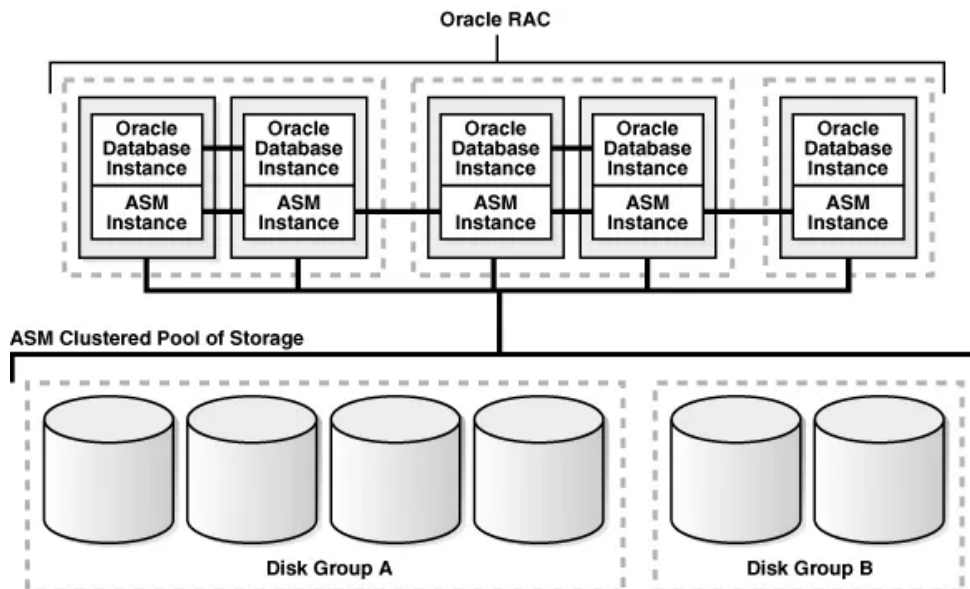 Oracle RAC
Oracle
Database
Instance
ASM
Instance
Oracle
Database
Instance
ASM
Instance
Oracle
Database
Instance
ASM
Instance
Oracle
Database
Instance
ASM
Instance
Oracle
Database
Instance
ASM
Instance
ASM Clustered Pool of Storage
Disk Group A
Disk Group B